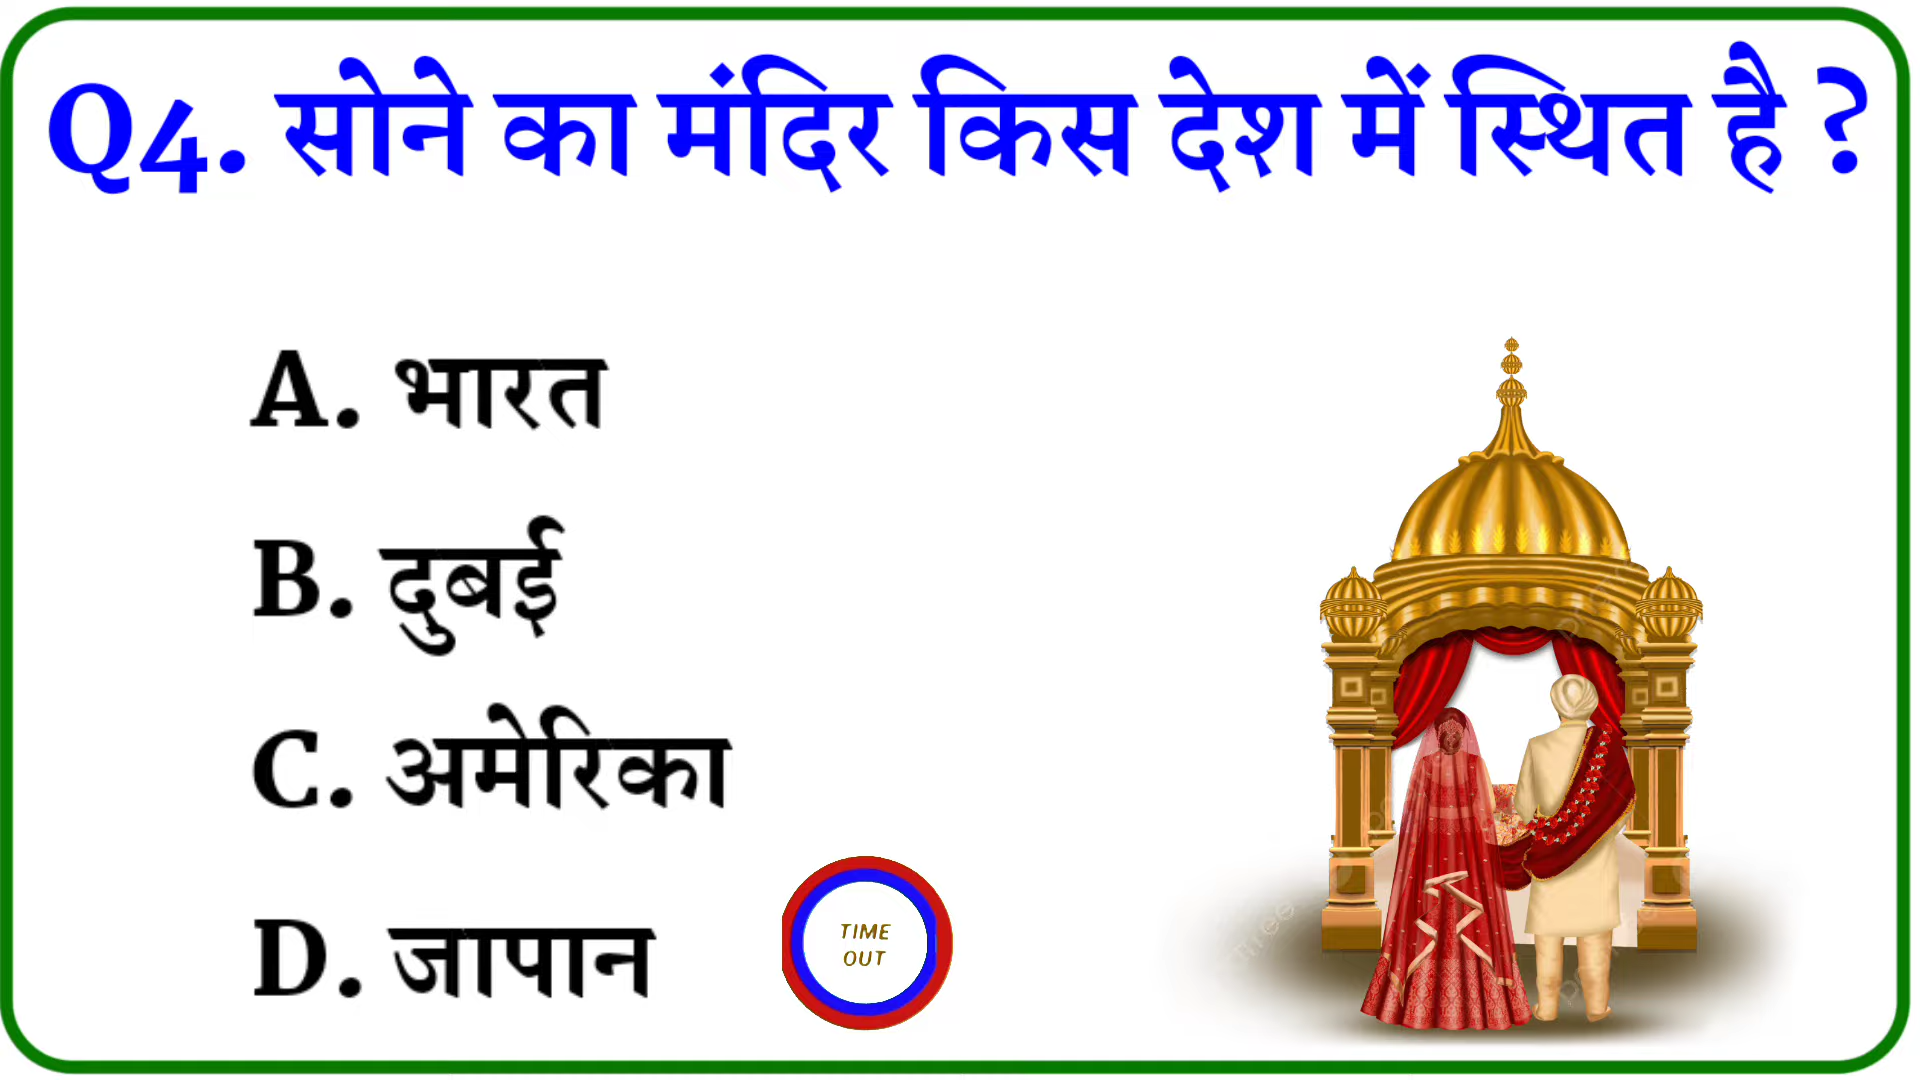 Q4. सोने का मंदिर किस देश में स्थित है ?
A. भारत
B. दुबई
C. अमेरिका
D. जापान
TIME
OUT